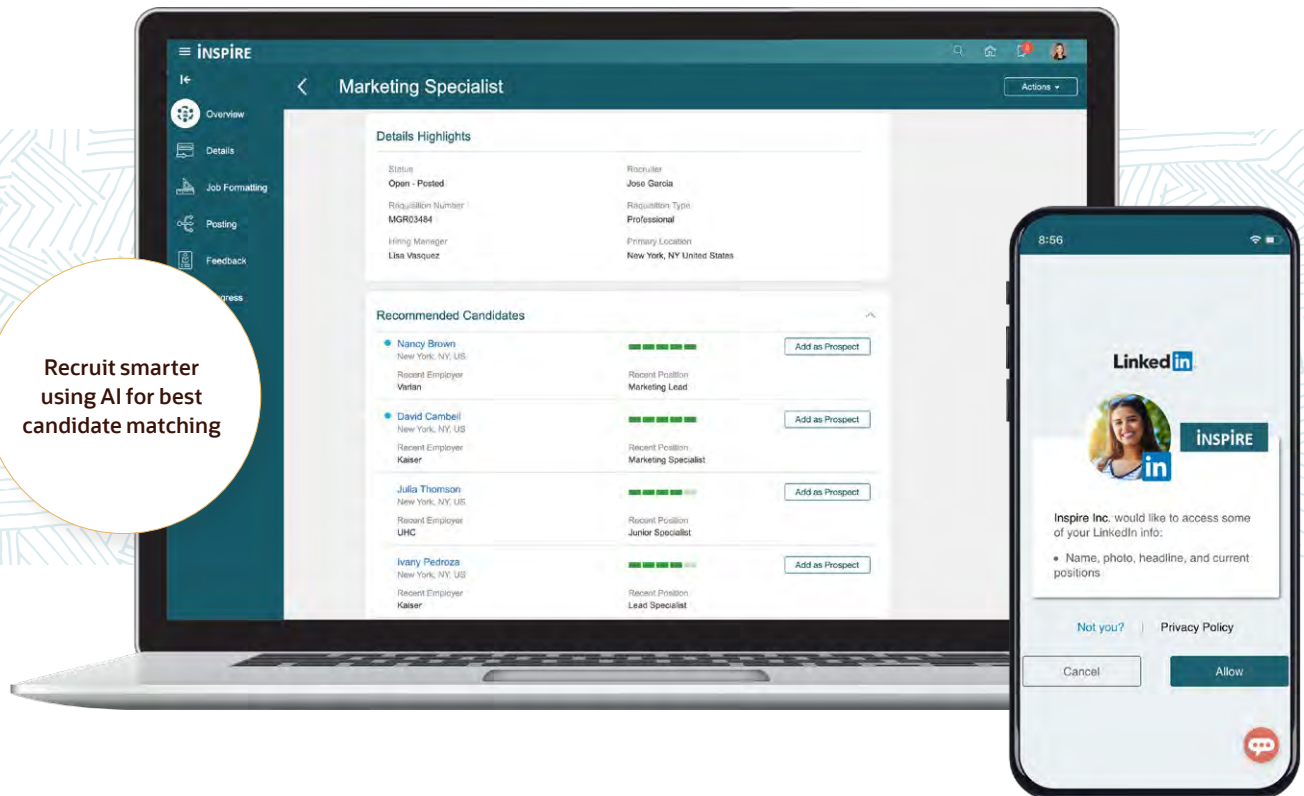 INSPIRE
Marketing Specialist
Actions
Overview
Details
Job Formatting
Posting
Feedback
Details Highlights
Status
Recruiter
Open - Posted
Jose Garcia
Requisition Number
Requisition Type
MGR03484
Professional
Hiring Manager
Primary Location
Lisa Vasquez
New York, NY United States
Recommended Candidates
Nancy Brown
Add as Prospect
New York, NY, US
Recent Employer
Recent Position
Varian
Marketing Lead
David Cambell
Add as Prospect
New York, NY, US
Recent Employer
Recent Position
Kaiser
Marketing Specialist
Julia Thomson
Add as Prospect
New York, NY, US
Recent Employer
Recent Position
UHC
Junior Specialist
Ivany Pedroza
Add as Prospect
New York, NY, US
Recent Employer
Recent Position
Kaiser
Lead Specialist
Recruit smarter
using AI for best
candidate matching
8:56
Linked in
INSPIRE
in
Inspire Inc. would like to access some
of your LinkedIn info:
• Name, photo, headline, and current
positions
Not you?
Privacy Policy
Cancel
Allow